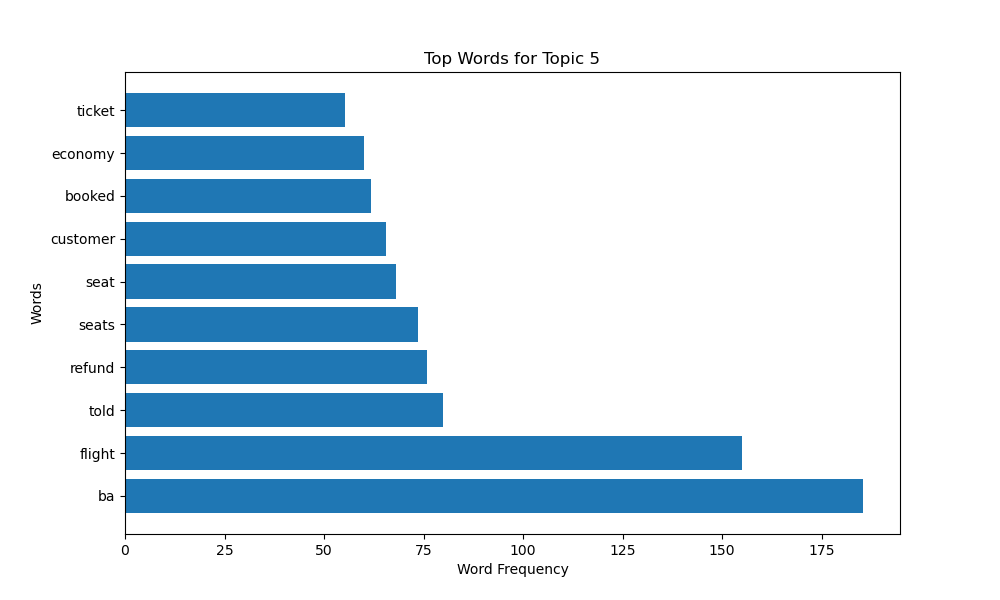 Top Words for Topic 5
Words
ticket
economy
booked
customer
seat
seats
refund
told
flight
ba
0 25 50 75 100 125 150 175
Word Frequency